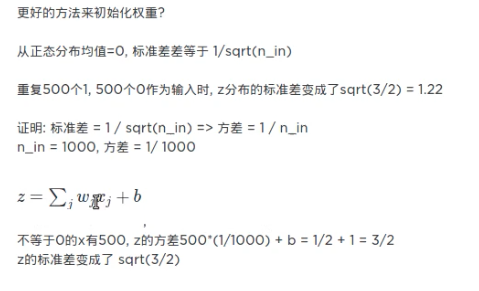 更好的方法来初始化权重?
从正态分布均值=0, 标准差差等于 1/sqrt(n_in)
重复500个1, 500个0作为输入时, z分布的标准差变成了sqrt(3/2) = 1.22
证明: 标准差 = 1 / sqrt(n_in) => 方差 = 1 / n_in
n_in = 1000, 方差 = 1/ 1000
z = ∑_j w_j x_j + b
,
不等于0的x有500, z的方差500*(1/1000) + b = 1/2 + 1 = 3/2
z的标准差变成了 sqrt(3/2)